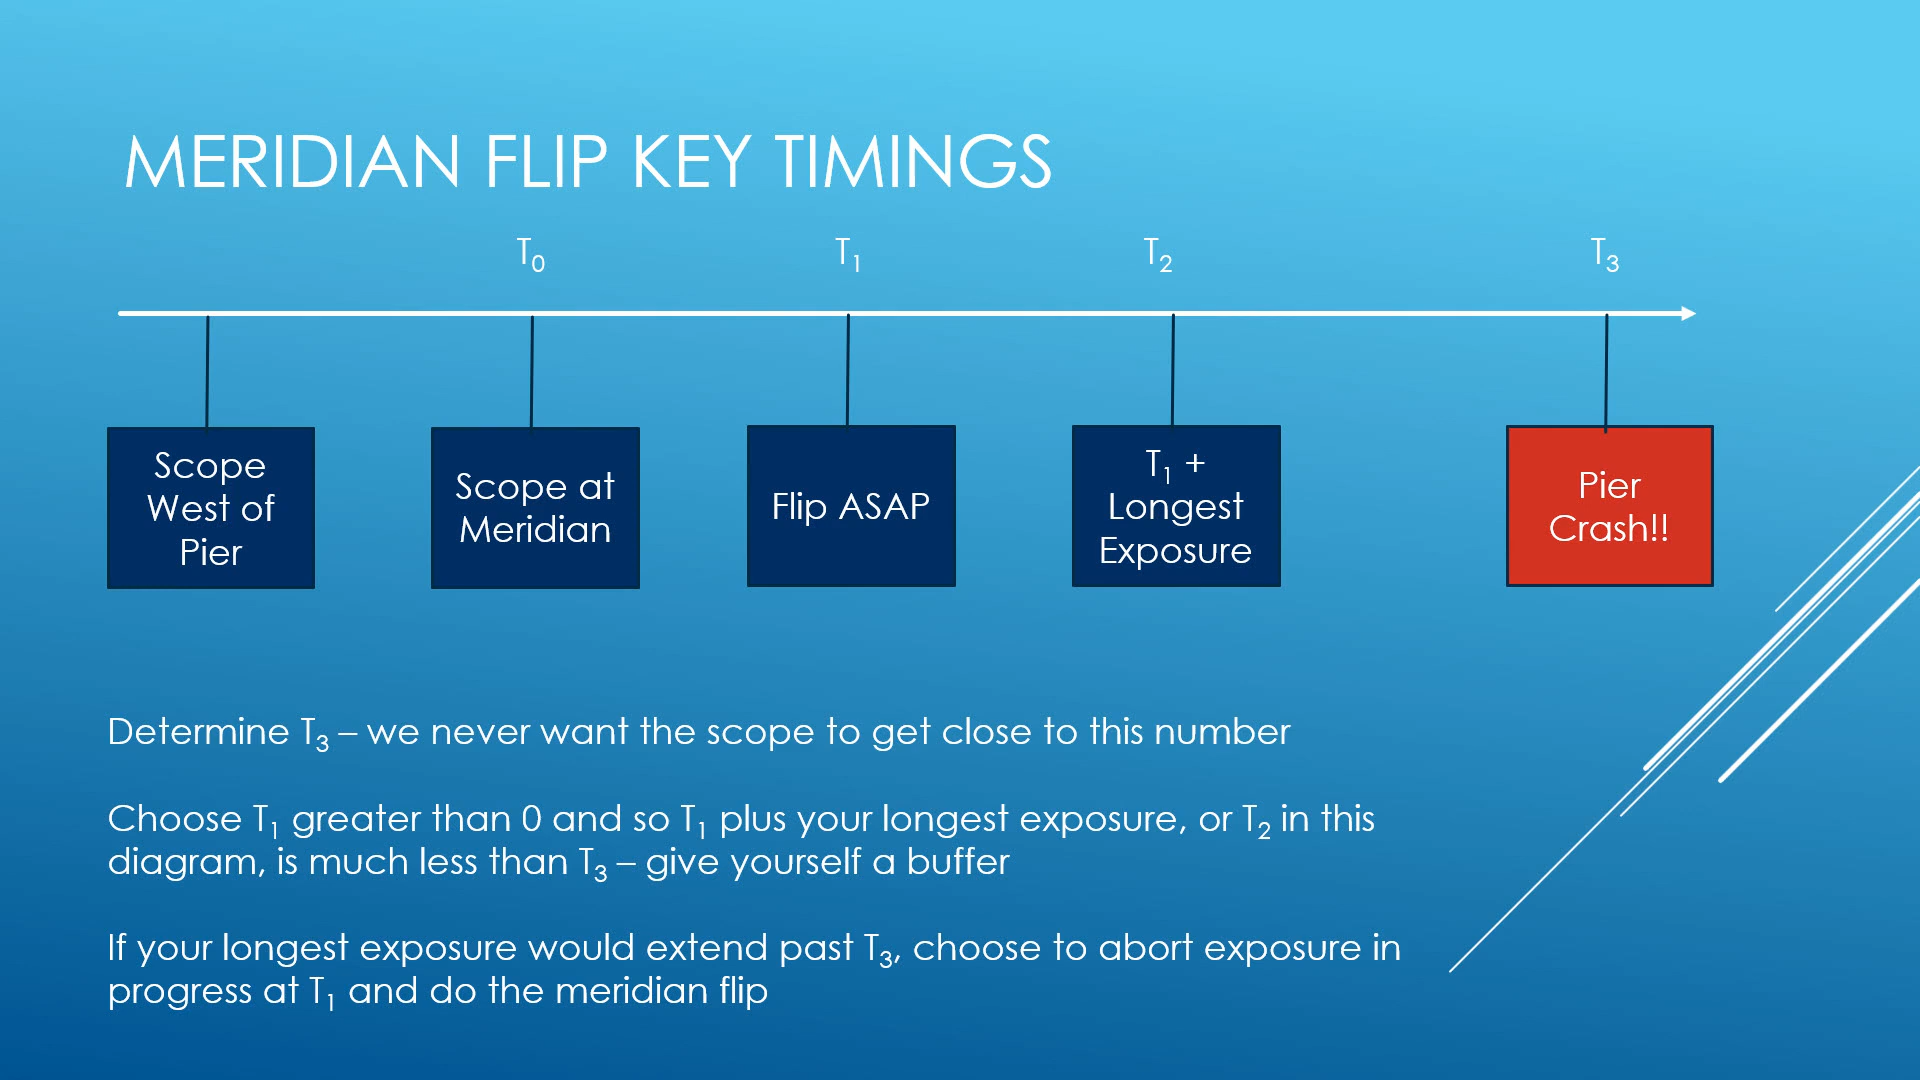 MERIDIAN FLIP KEY TIMINGS
T₀ T₁ T₂ T₃
Scope
West of
Pier
Scope at
Meridian
Flip ASAP
T₁ +
Longest
Exposure
Pier
Crash!!
Determine T₃ – we never want the scope to get close to this number
Choose T₁ greater than 0 and so T₁ plus your longest exposure, or T₂ in this
diagram, is much less than T₃ – give yourself a buffer
If your longest exposure would extend past T₃, choose to abort exposure in
progress at T₁ and do the meridian flip